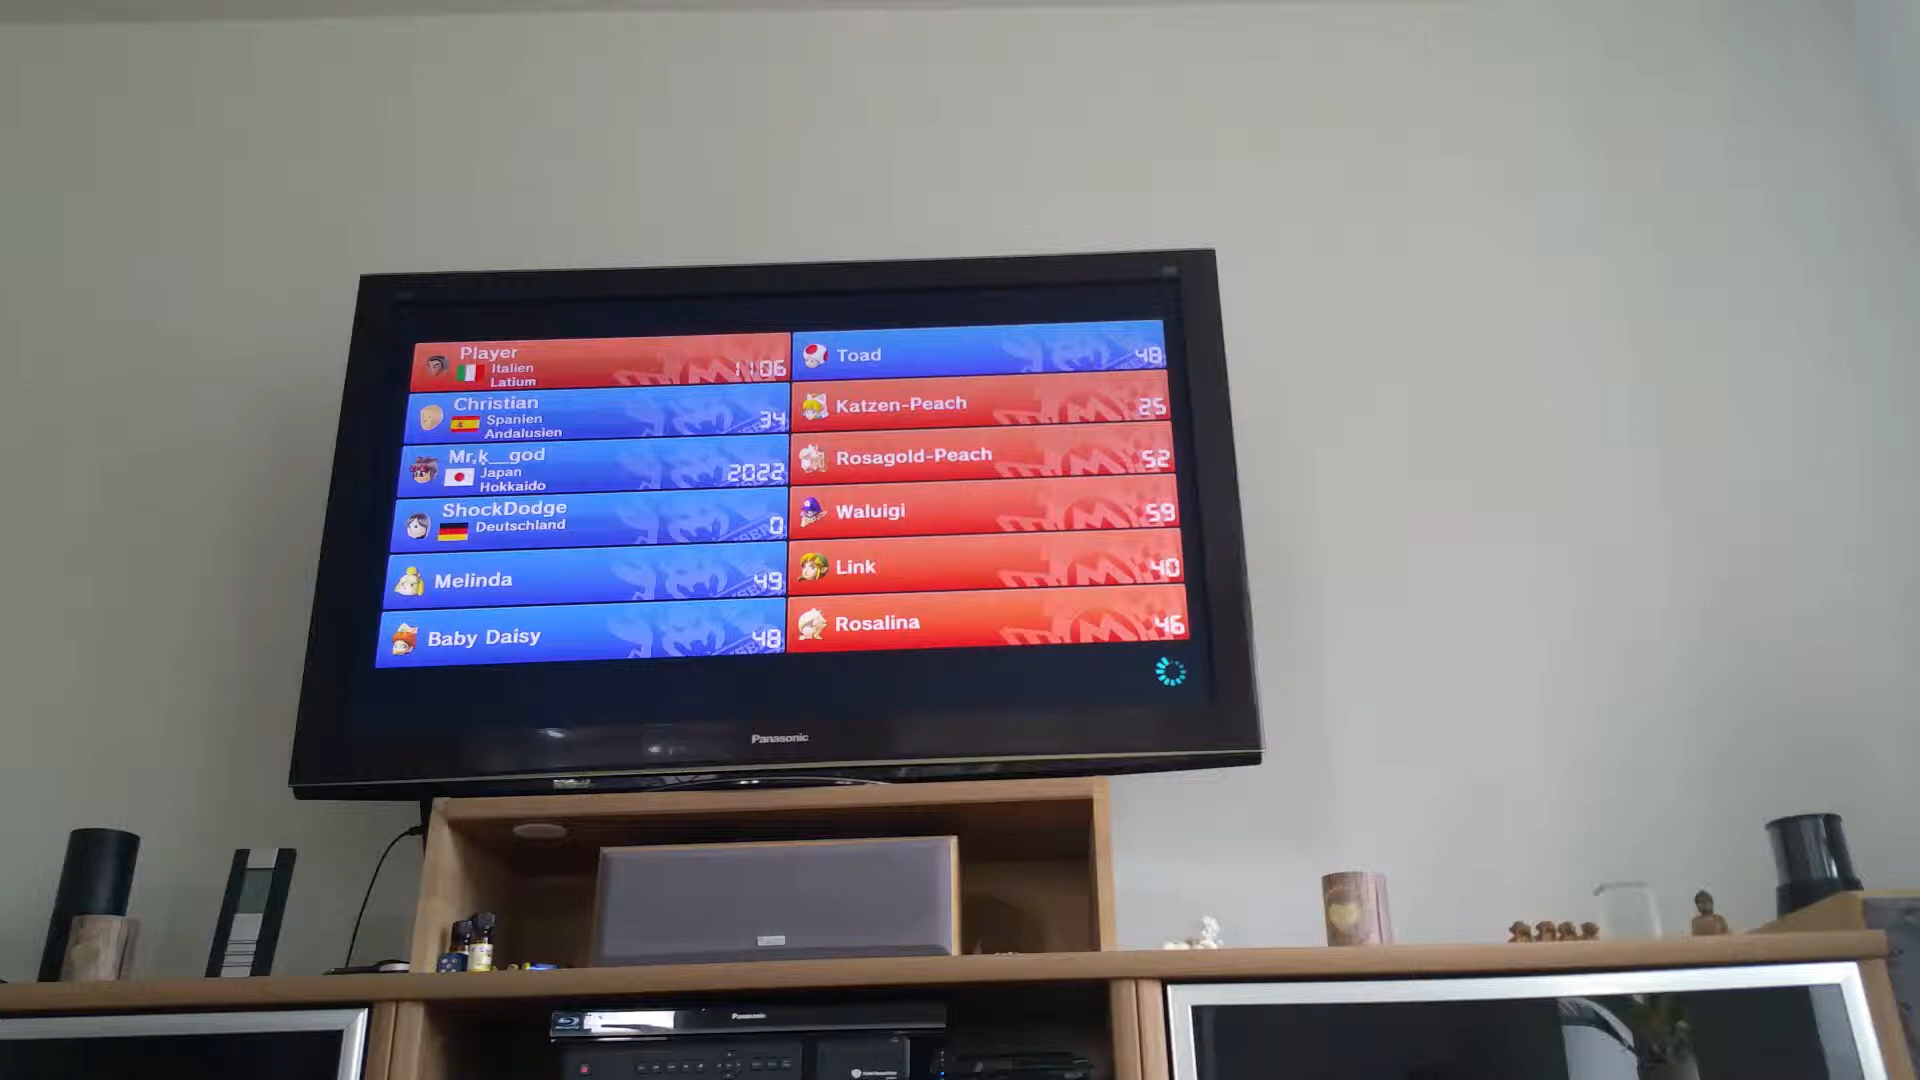 Player
Italien
Latium
1106
Christian
Spanien
Andalusien
34
Mr.k__god
Japan
Hokkaido
2022
ShockDodge
Deutschland
0
Melinda
49
Baby Daisy
48
Toad
48
Katzen-Peach
25
Rosagold-Peach
52
Waluigi
59
Link
40
Rosalina
46
Panasonic
Panasonic